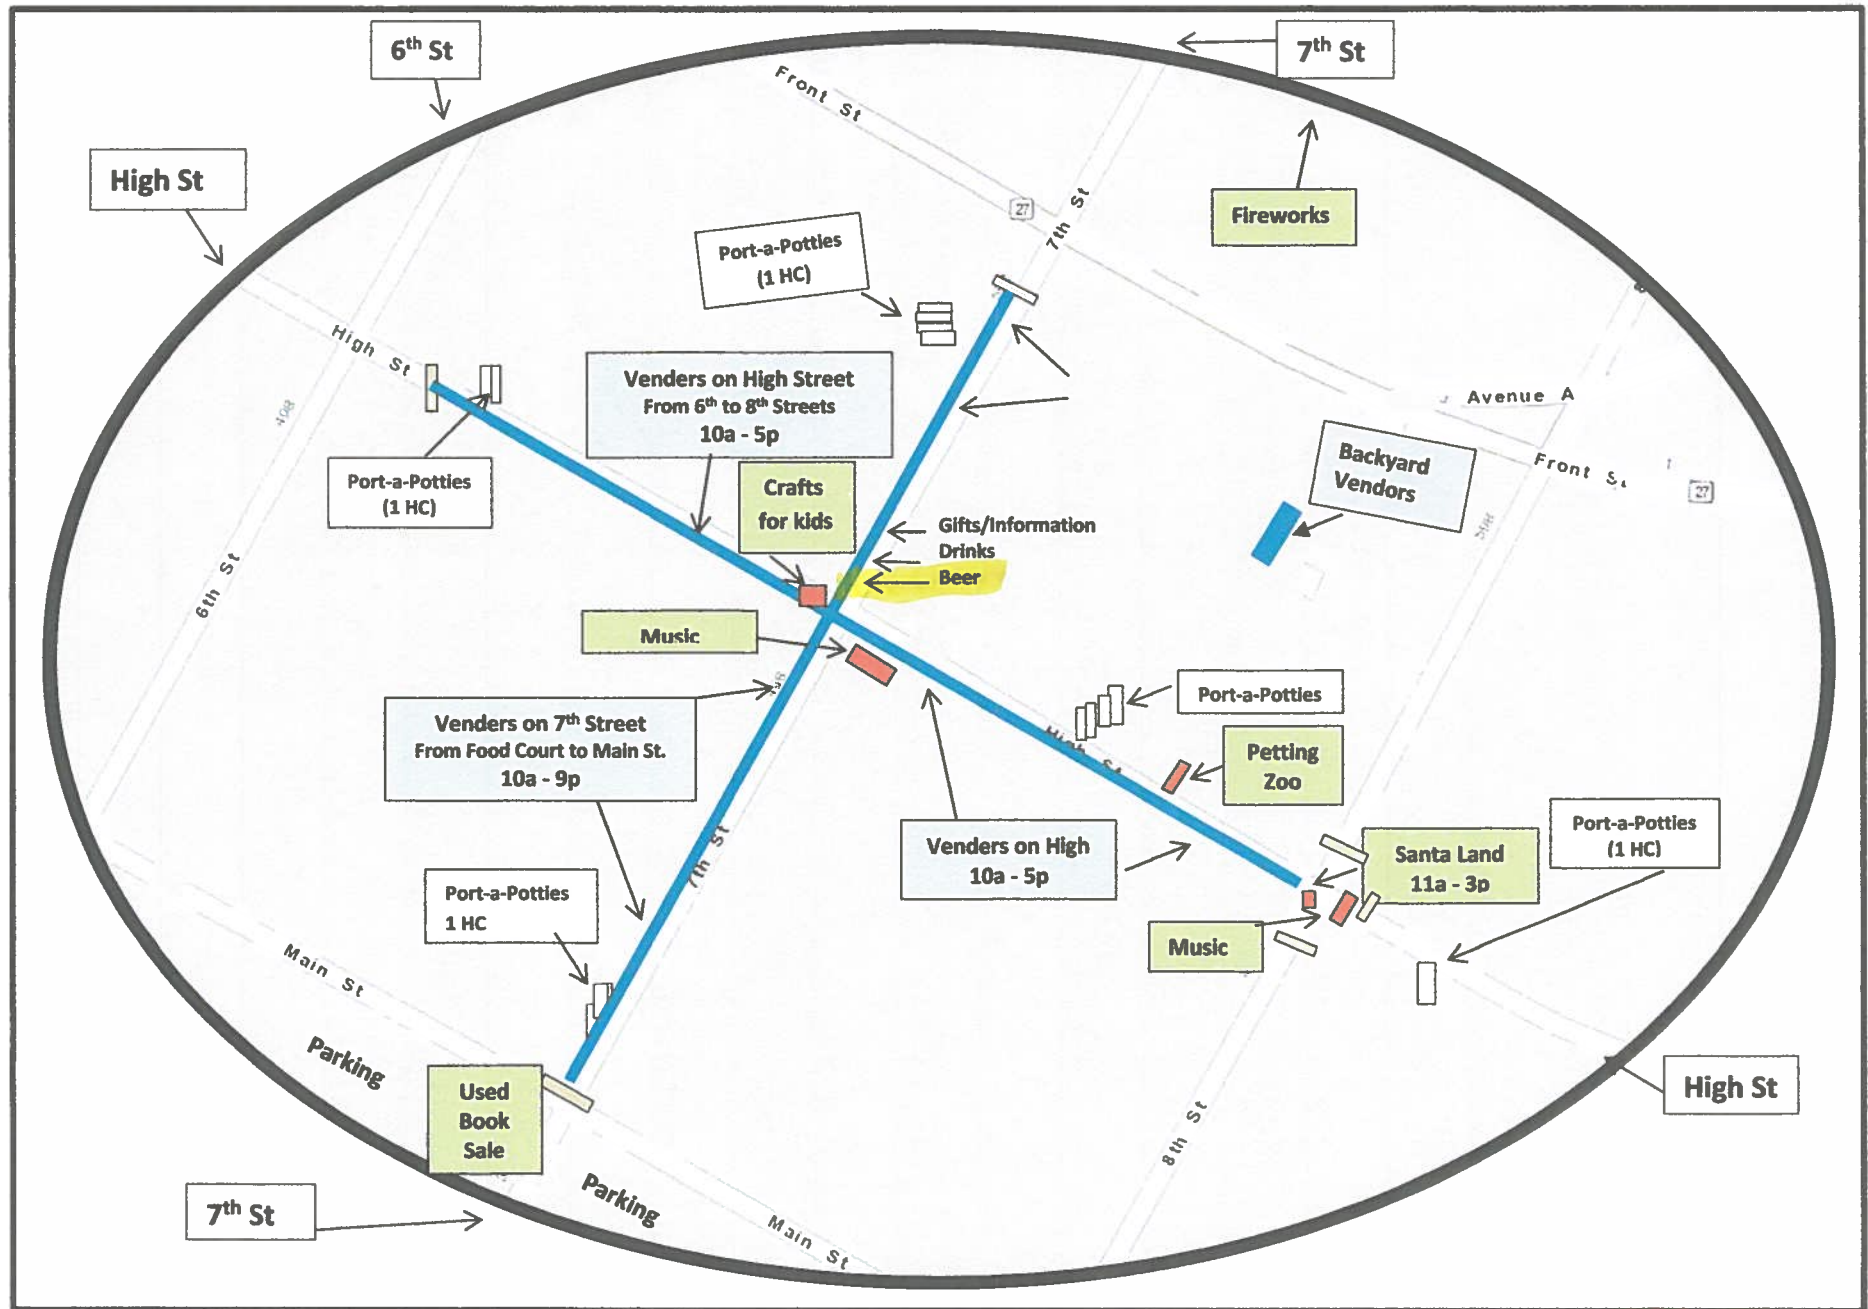 6th St
7th St
High St
Front St
27
7th St
Fireworks
Port-a-Potties
(1 HC)
High St
Venders on High Street
From 6th to 8th Streets
10a - 5p
Avenue A
Backyard
Vendors
Front St
27
Port-a-Potties
(1 HC)
Crafts
for kids
Gifts/Information
Drinks
Beer
6th St
Music
Venders on 7th Street
From Food Court to Main St.
10a - 9p
Port-a-Potties
High St
Petting
Zoo
7th St
Venders on High
10a - 5p
Santa Land
11a - 3p
Port-a-Potties
(1 HC)
Port-a-Potties
1 HC
Music
Main St
Parking
Used
Book
Sale
High St
8th St
7th St
Parking
Main St